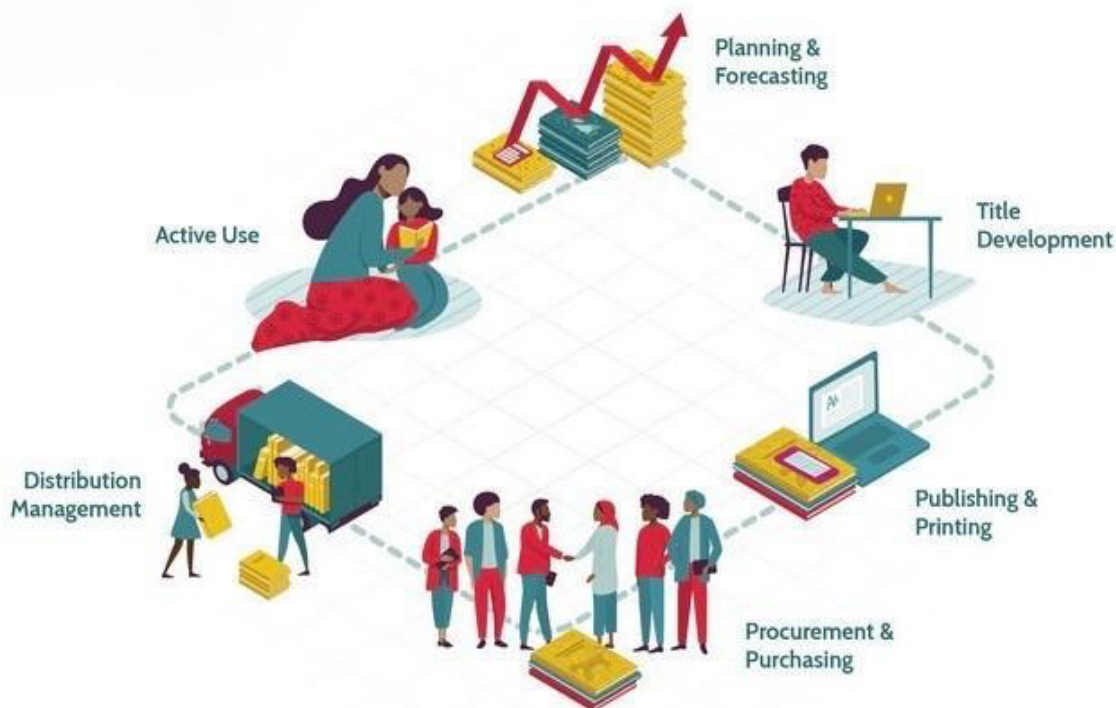 Planning &
Forecasting
Title
Development
Active Use
Publishing &
Printing
Distribution
Management
Procurement &
Purchasing